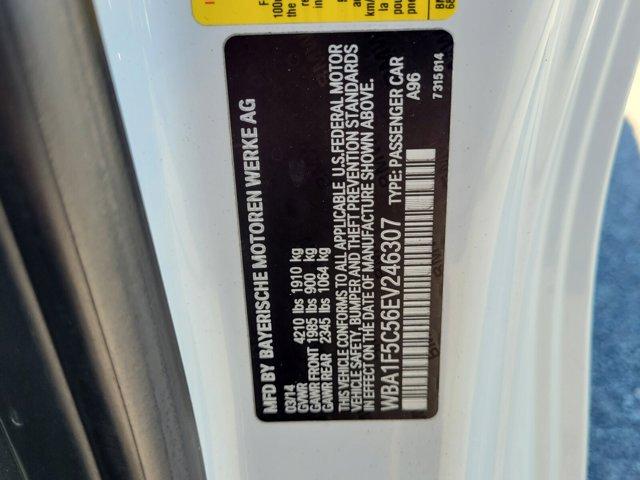 MFD BY BAYERISCHE MOTOREN WERKE AG
03/14
GVWR 4210 lbs 1910 kg
GAWR FRONT 1985 lbs 900 kg
GAWR REAR 2345 lbs 1064 kg
THIS VEHICLE CONFORMS TO ALL APPLICABLE U.S. FEDERAL MOTOR
VEHICLE SAFETY, BUMPER AND THEFT PREVENTION STANDARDS
IN EFFECT ON THE DATE OF MANUFACTURE SHOWN ABOVE.
WBA1F5C56EV246307 TYPE: PASSENGER CAR
A96
7 315 814